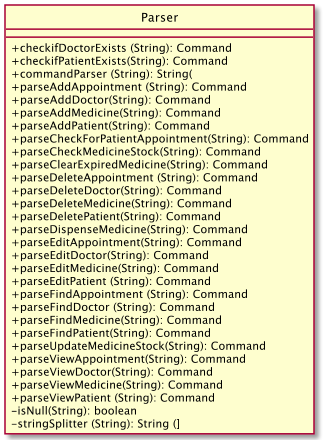 Parser
+checkifDoctorExists (String): Command
+checkifPatientExists(String): Command
+commandParser (String): String(
+parseAddAppointment (String): Command
+parseAddDoctor(String): Command
+parseAddMedicine(String): Command
+parseAddPatient(String): Command
+parseCheckForPatientAppointment(String): Command
+parseCheckMedicineStock(String): Command
+parseClearExpiredMedicine(String): Command
+parseDeleteAppointment (String): Command
+parseDeleteDoctor(String): Command
+parseDeleteMedicine(String): Command
+parseDeletePatient(String): Command
+parseDispenseMedicine(String): Command
+parseEditAppointment(String): Command
+parseEditDoctor(String): Command
+parseEditMedicine(String): Command
+parseEditPatient (String): Command
+parseFindAppointment (String): Command
+parseFindDoctor (String): Command
+parseFindMedicine(String): Command
+parseFindPatient(String): Command
+parseUpdateMedicineStock(String): Command
+parseViewAppointment(String): Command
+parseViewDoctor(String): Command
+parseViewMedicine(String): Command
+parseViewPatient (String): Command
-isNull(String): boolean
-stringSplitter (String): String (]